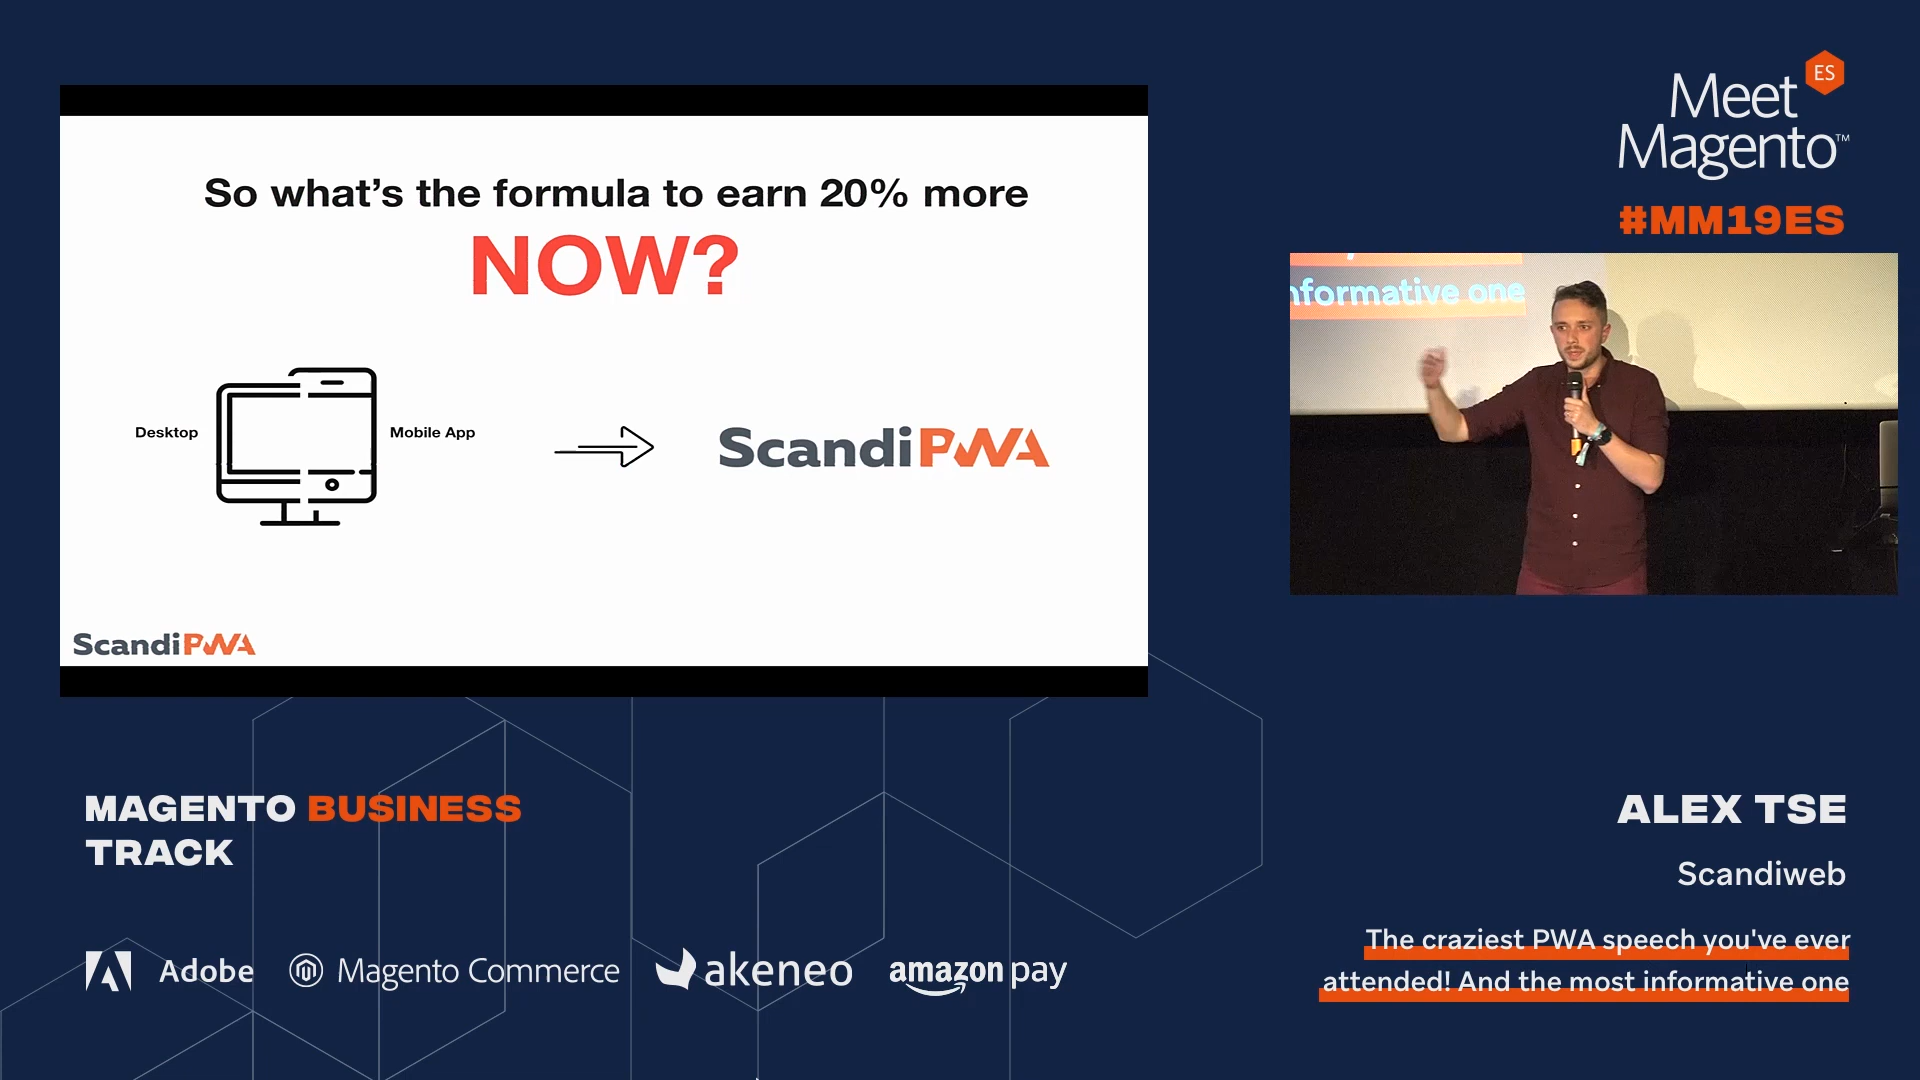 So what's the formula to earn 20% more
NOW?
Desktop
Mobile App
ScandiPWA
ScandiPWA
ES
Meet
Magento™
#MM19ES
nformative one
MAGENTO BUSINESS
TRACK
Adobe
Magento Commerce
akeneo
amazon pay
ALEX TSE
Scandiweb
The craziest PWA speech you've ever
attended! And the most informative one